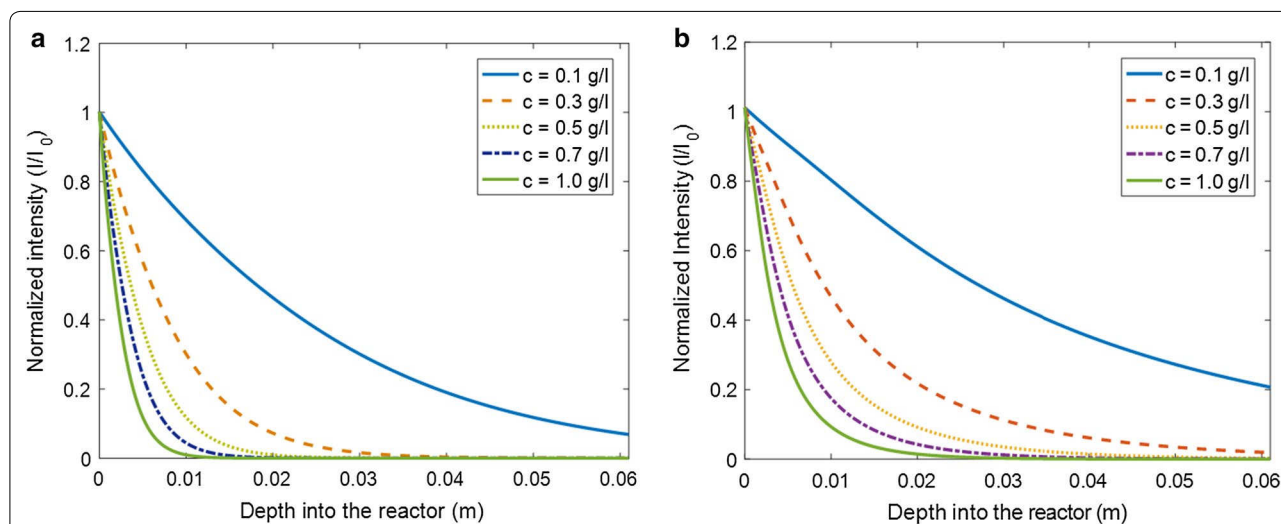 a
1.2
1
0.8
0.6
0.4
0.2
0
Normalized intensity (I/I0)
c = 0.1 g/l
c = 0.3 g/l
c = 0.5 g/l
c = 0.7 g/l
c = 1.0 g/l
0 0.01 0.02 0.03 0.04 0.05 0.06
Depth into the reactor (m)
b
1.2
1
0.8
0.6
0.4
0.2
0
Normalized Intensity (I/I0)
c = 0.1 g/l
c = 0.3 g/l
c = 0.5 g/l
c = 0.7 g/l
c = 1.0 g/l
0 0.01 0.02 0.03 0.04 0.05 0.06
Depth into the reactor (m)